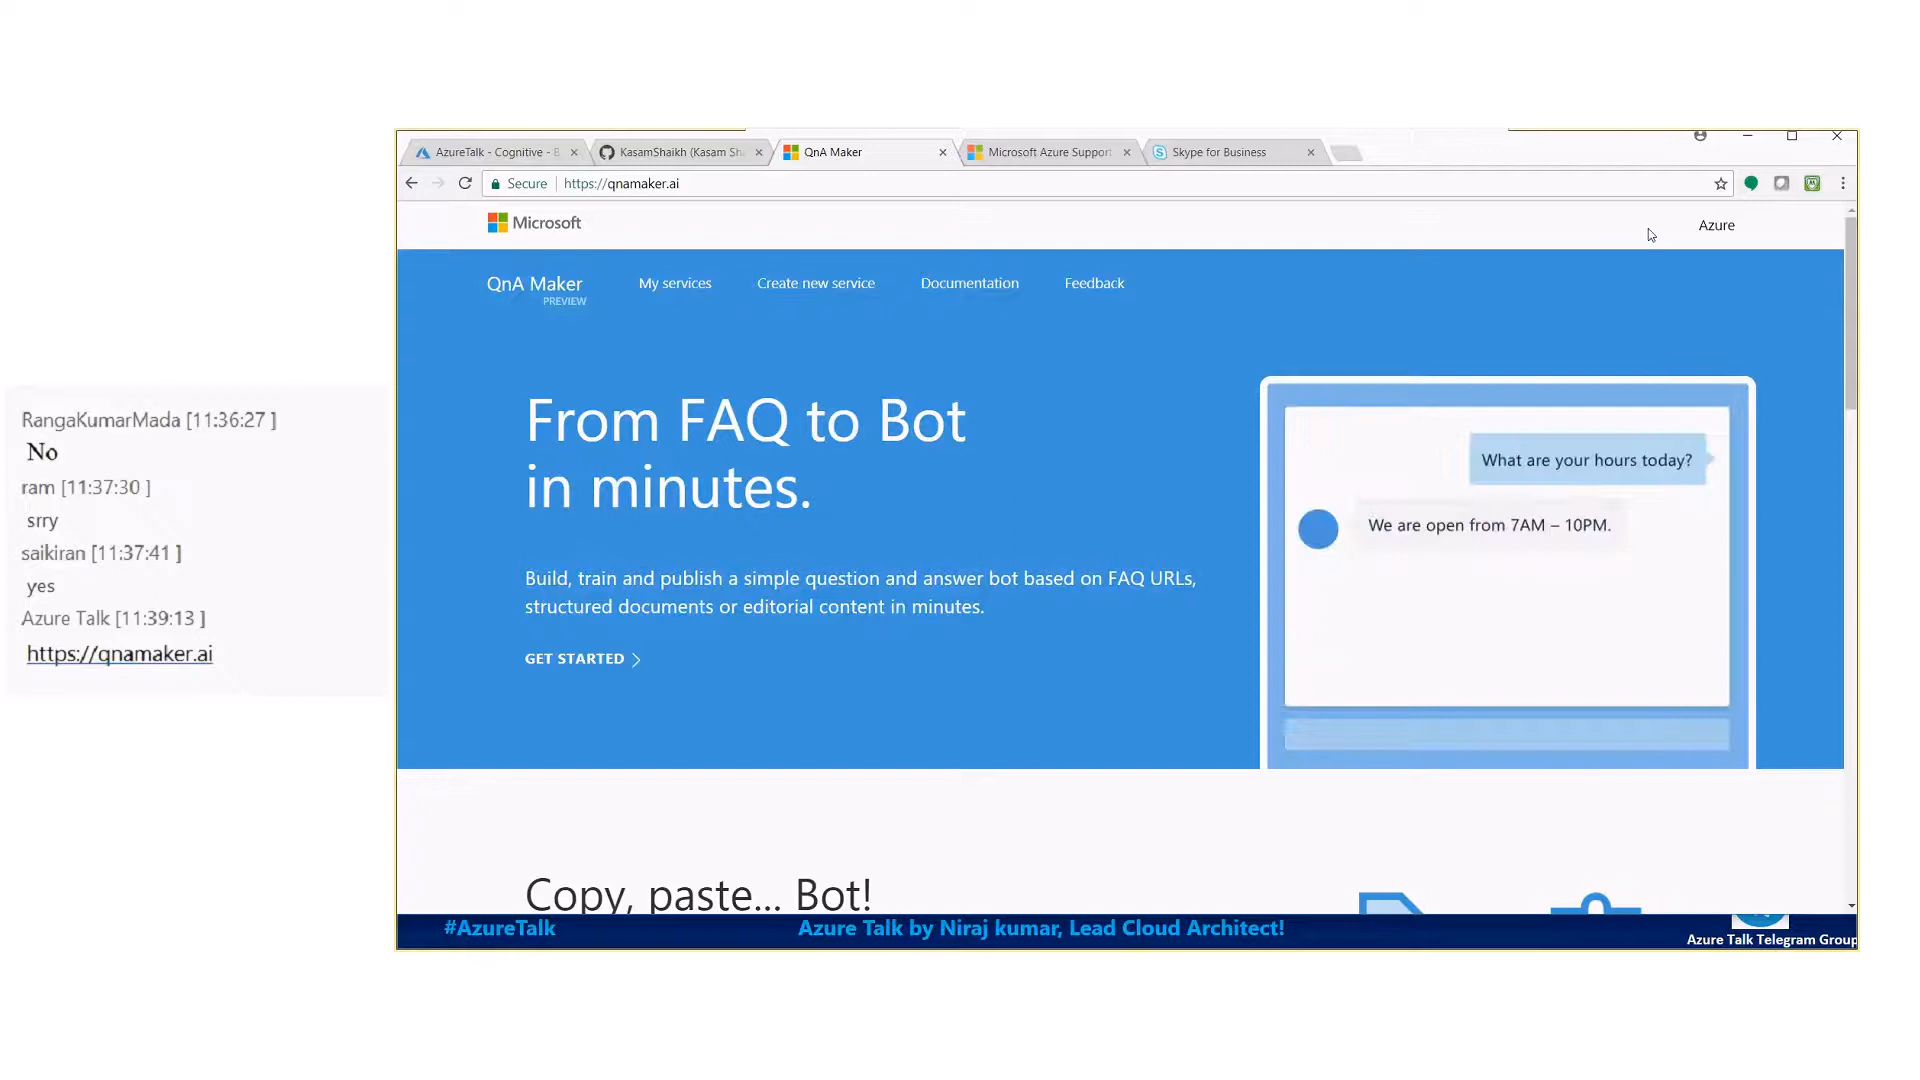 AzureTalk - Cognitive - B
KasamShaikh (Kasam Sha
QnA Maker
Microsoft Azure Support
Skype for Business
Secure
https://qnamaker.ai
Microsoft
Azure
QnA Maker
PREVIEW
My services
Create new service
Documentation
Feedback
From FAQ to Bot
in minutes.
Build, train and publish a simple question and answer bot based on FAQ URLs,
structured documents or editorial content in minutes.
GET STARTED
What are your hours today?
We are open from 7AM – 10PM.
Copy, paste... Bot!
#AzureTalk
Azure Talk by Niraj kumar, Lead Cloud Architect!
Azure Talk Telegram Group
RangaKumarMada [11:36:27 ]
No
ram [11:37:30 ]
srry
saikiran [11:37:41 ]
yes
Azure Talk [11:39:13 ]
https://qnamaker.ai